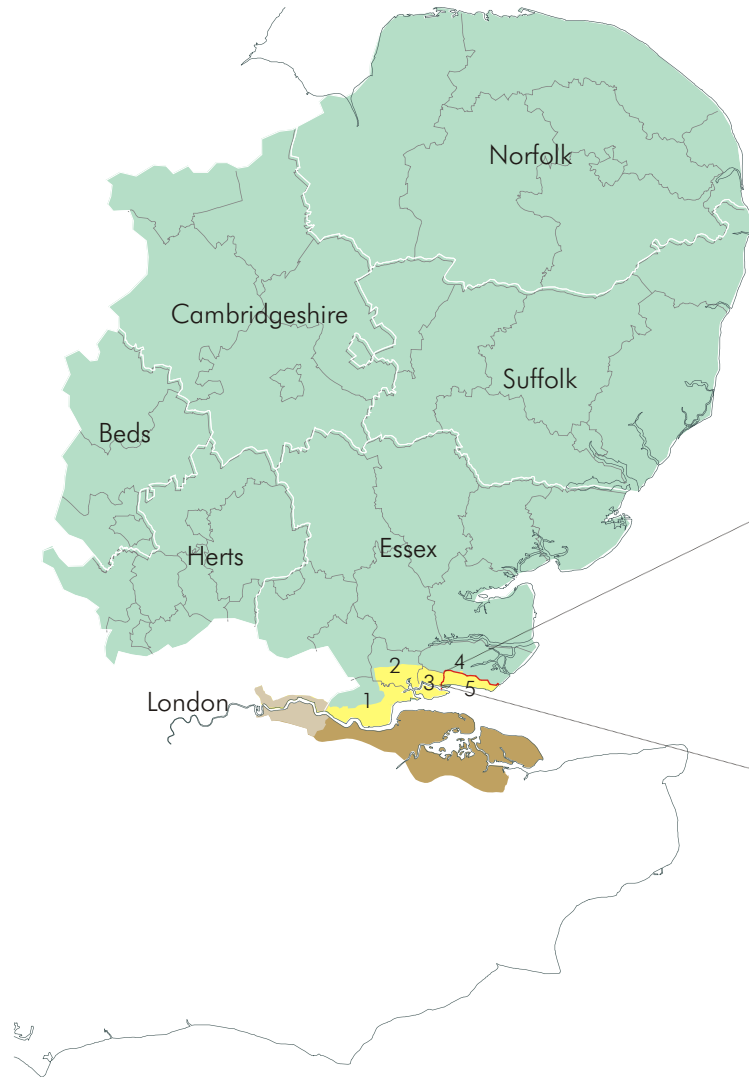 Norfolk
Cambridgeshire
Suffolk
Beds
Essex
Herts
4
2
3
5
1
London